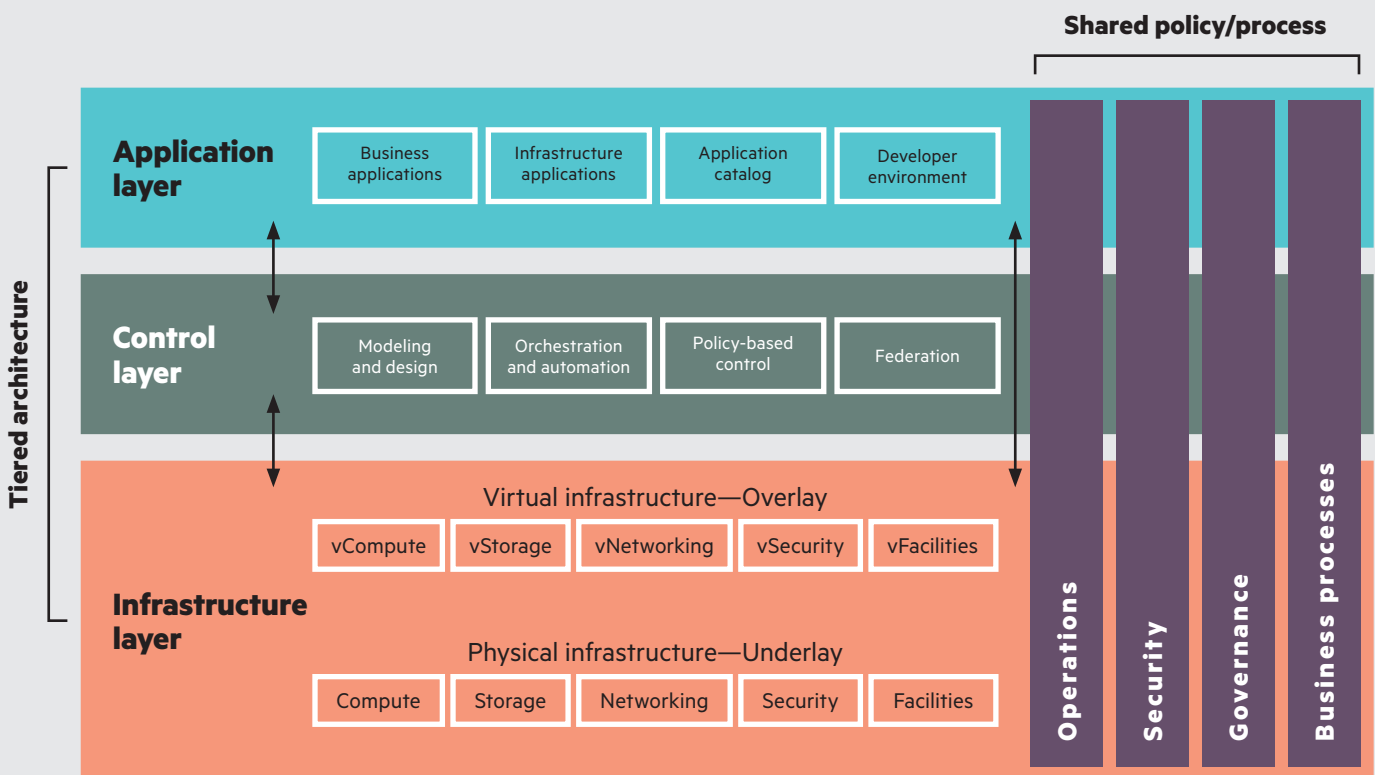 Shared policy/process
Tiered architecture
Application
layer
Business
applications
Infrastructure
applications
Application
catalog
Developer
environment
Control
layer
Modeling
and design
Orchestration
and automation
Policy-based
control
Federation
Infrastructure
layer
Virtual infrastructure—Overlay
vCompute
vStorage
vNetworking
vSecurity
vFacilities
Physical infrastructure—Underlay
Compute
Storage
Networking
Security
Facilities
Operations
Security
Governance
Business processes